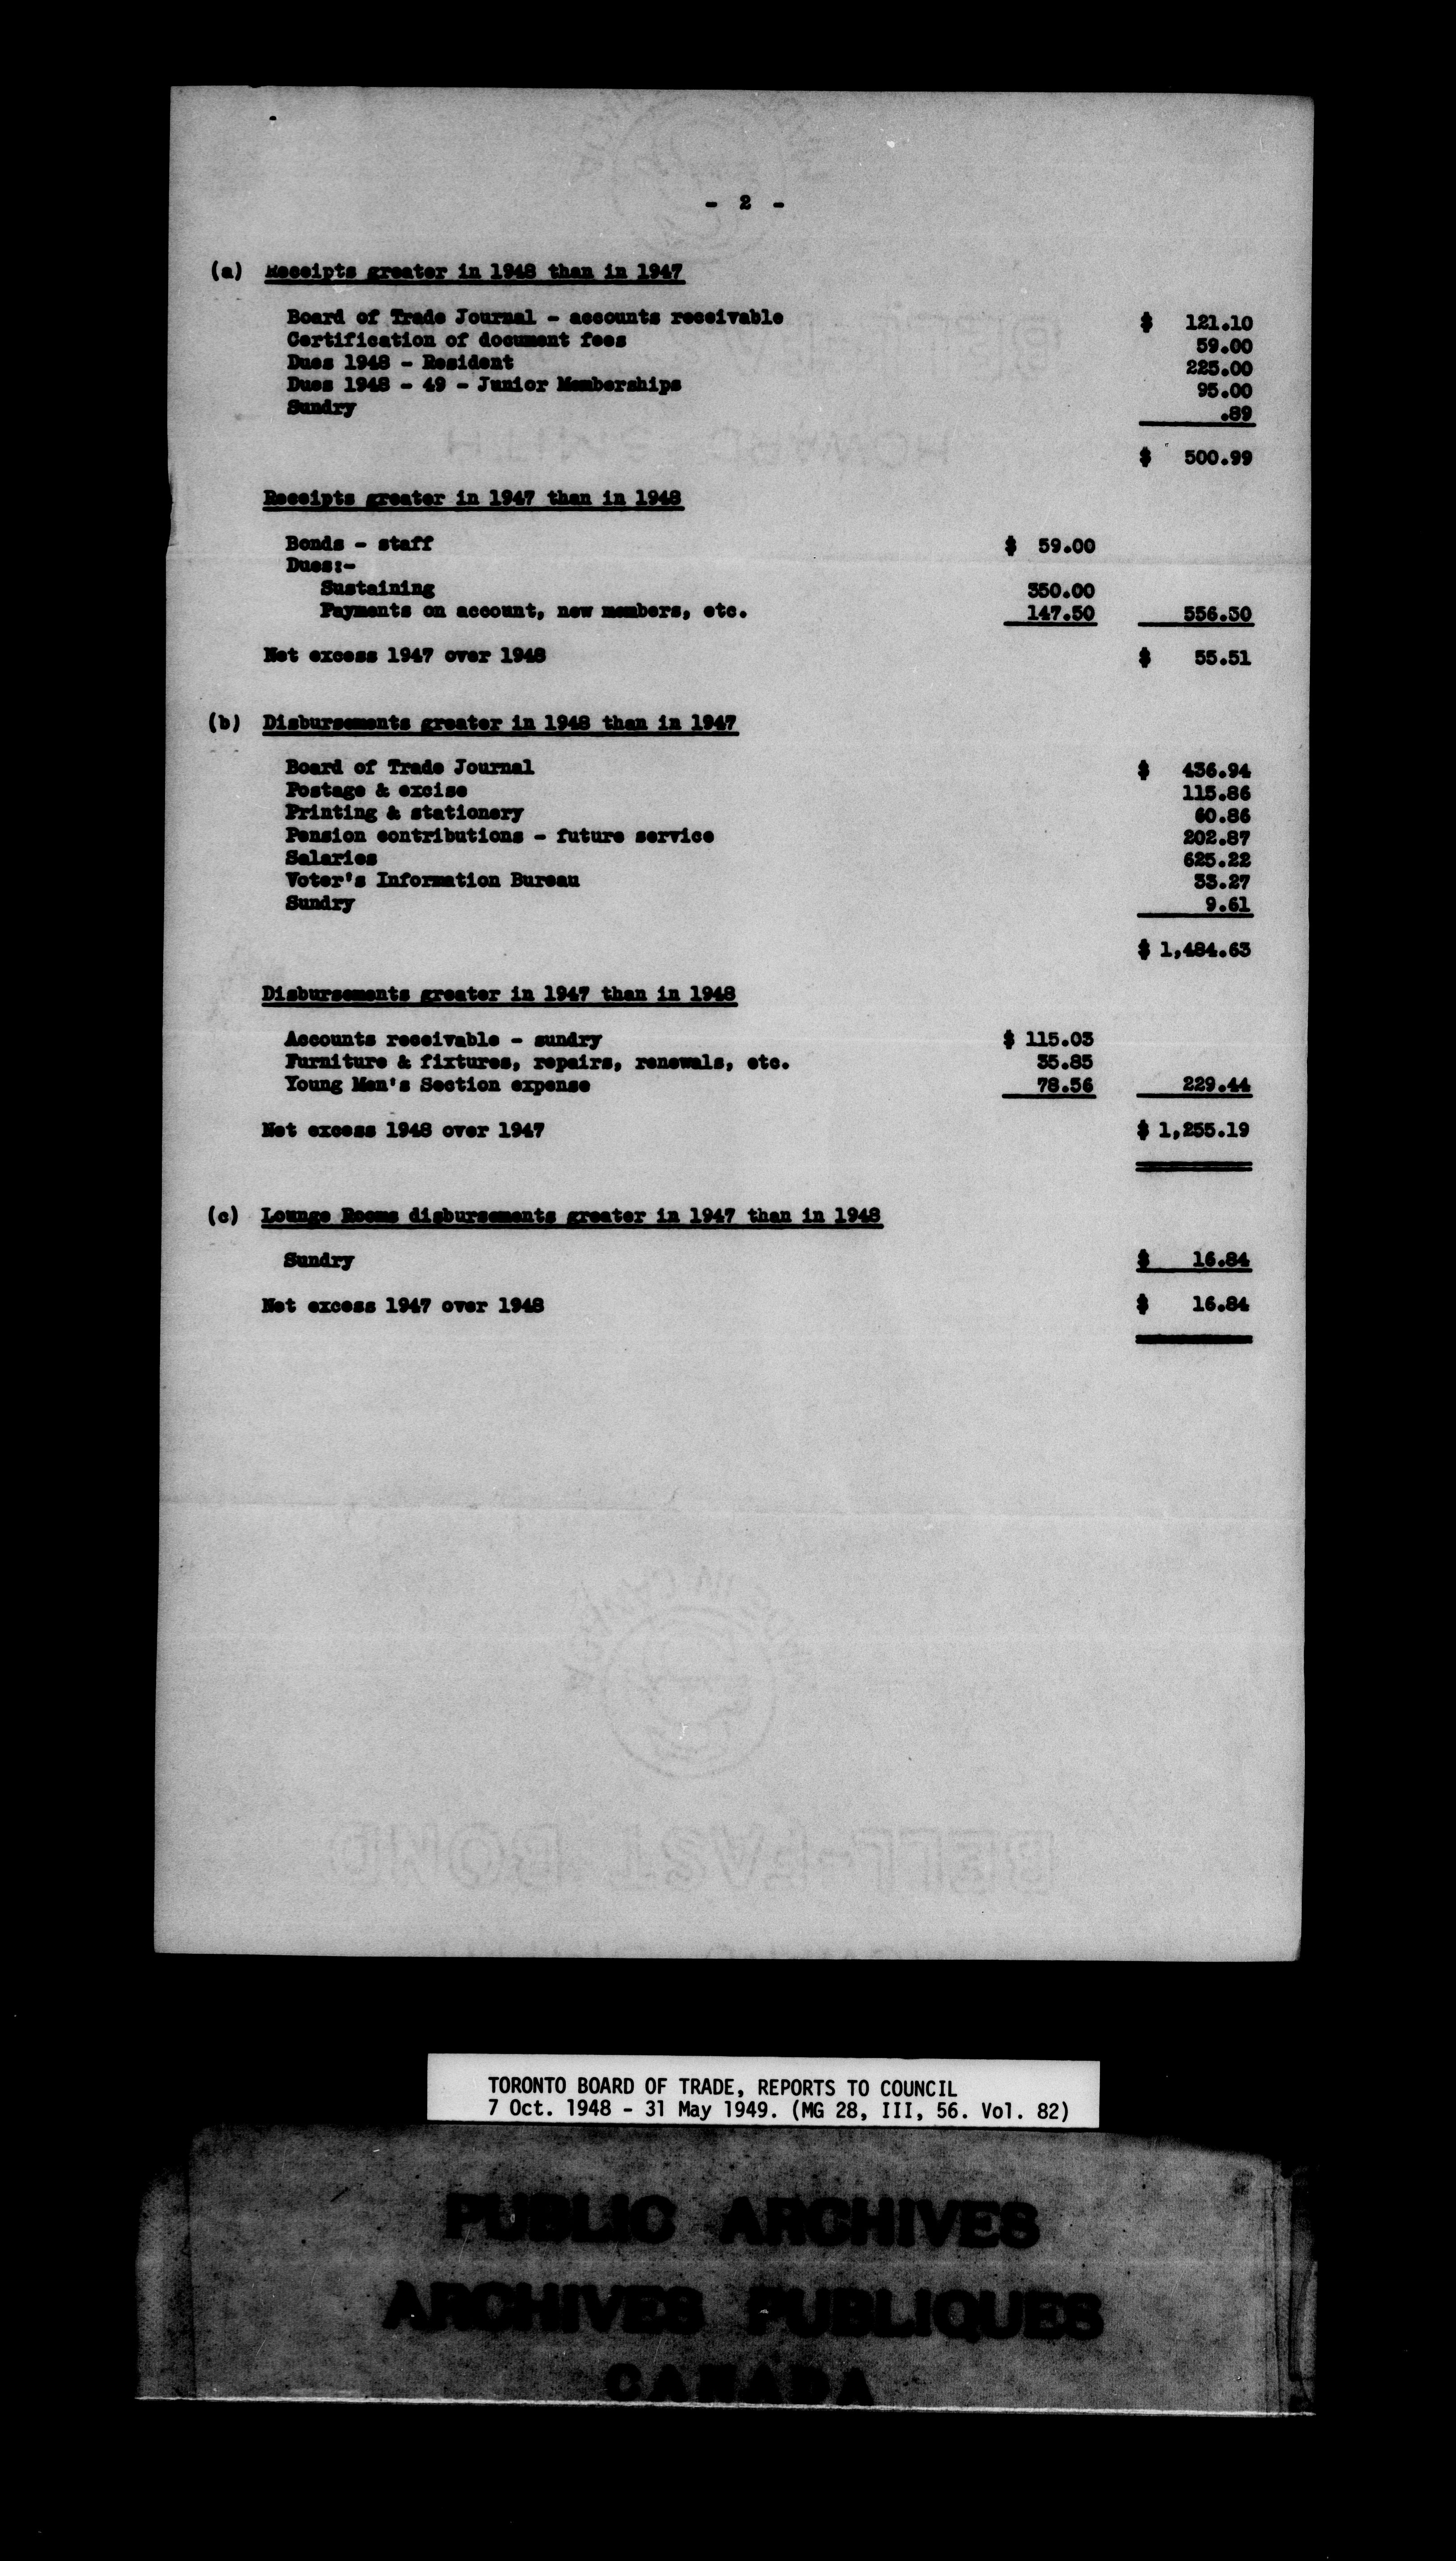 - 2 -
(a) Receipts greater in 1948 than in 1947
Board of Trade Journal - accounts receivable $ 121.10
Certification of document fees 59.00
Dues 1948 - Resident 225.00
Dues 1948 - 49 - Junior Memberships 95.00
Sundry .89
$ 500.99
Receipts greater in 1947 than in 1948
Bonds - staff $ 59.00
Dues:-
Sustaining 350.00
Payments on account, new members, etc. 147.50 556.50
Net excess 1947 over 1948 $ 55.51
(b) Disbursements greater in 1948 than in 1947
Board of Trade Journal $ 436.94
Postage & excise 115.86
Printing & stationery 60.86
Pension contributions - future service 202.87
Salaries 625.22
Voter's Information Bureau 33.27
Sundry 9.61
$ 1,484.63
Disbursements greater in 1947 than in 1948
Accounts receivable - sundry $ 115.03
Furniture & fixtures, repairs, renewals, etc. 35.85
Young Men's Section expense 78.56 229.44
Net excess 1948 over 1947 $ 1,255.19
(c) Lounge Rooms disbursements greater in 1947 than in 1948
Sundry $ 16.84
Net excess 1947 over 1948 $ 16.84
BELL-FAST BOND
TORONTO BOARD OF TRADE, REPORTS TO COUNCIL
7 Oct. 1948 - 31 May 1949. (MG 28, III, 56. Vol. 82)
PUBLIC ARCHIVES
ARCHIVES PUBLIQUES
CANADA